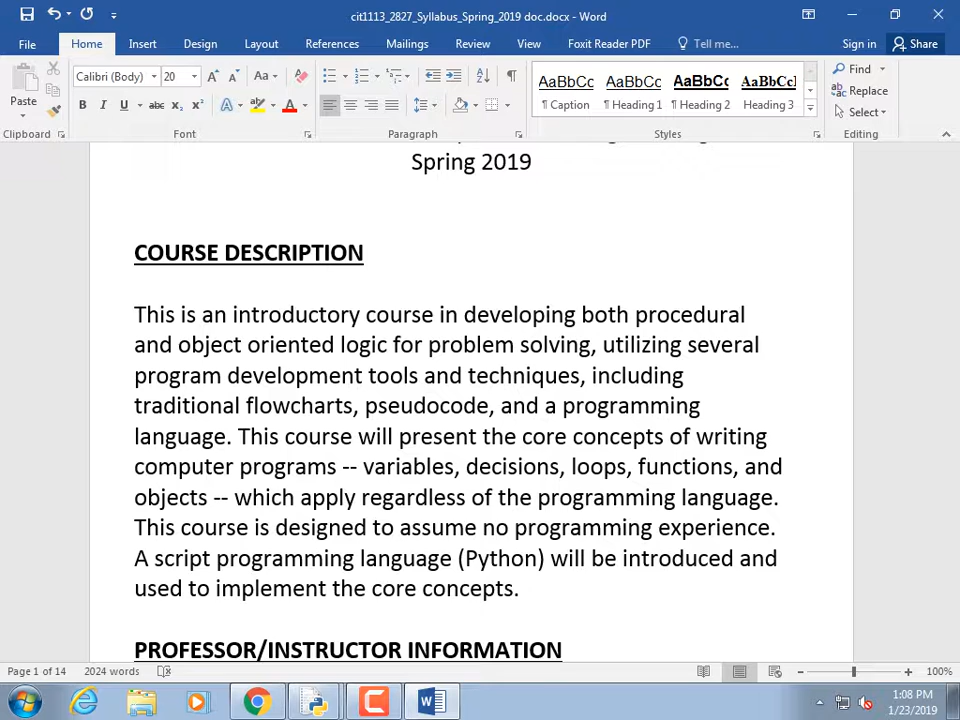 cit1113_2827_Syllabus_Spring_2019 doc.docx - Word
File Home Insert Design Layout References Mailings Review View Foxit Reader PDF Tell me... Sign in Share
Calibri (Body) 20 Aa
Paste
B I U abc x₂ x² A A
AaBbCc AaBbCc AaBbCc AaBbCcI
¶ Caption ¶ Heading 1 ¶ Heading 2 Heading 3
Find
Replace
Select
Clipboard Font Paragraph Styles Editing
Spring 2019
COURSE DESCRIPTION
This is an introductory course in developing both procedural
and object oriented logic for problem solving, utilizing several
program development tools and techniques, including
traditional flowcharts, pseudocode, and a programming
language. This course will present the core concepts of writing
computer programs -- variables, decisions, loops, functions, and
objects -- which apply regardless of the programming language.
This course is designed to assume no programming experience.
A script programming language (Python) will be introduced and
used to implement the core concepts.
PROFESSOR/INSTRUCTOR INFORMATION
Page 1 of 14 2024 words 100%
1:08 PM
1/23/2019